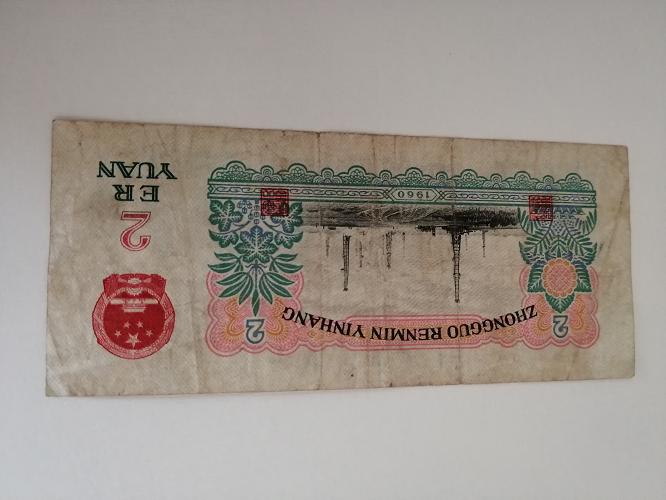 ZHONGGUO RENMIN YINHANG
2
2
1960
2
ER
YUAN